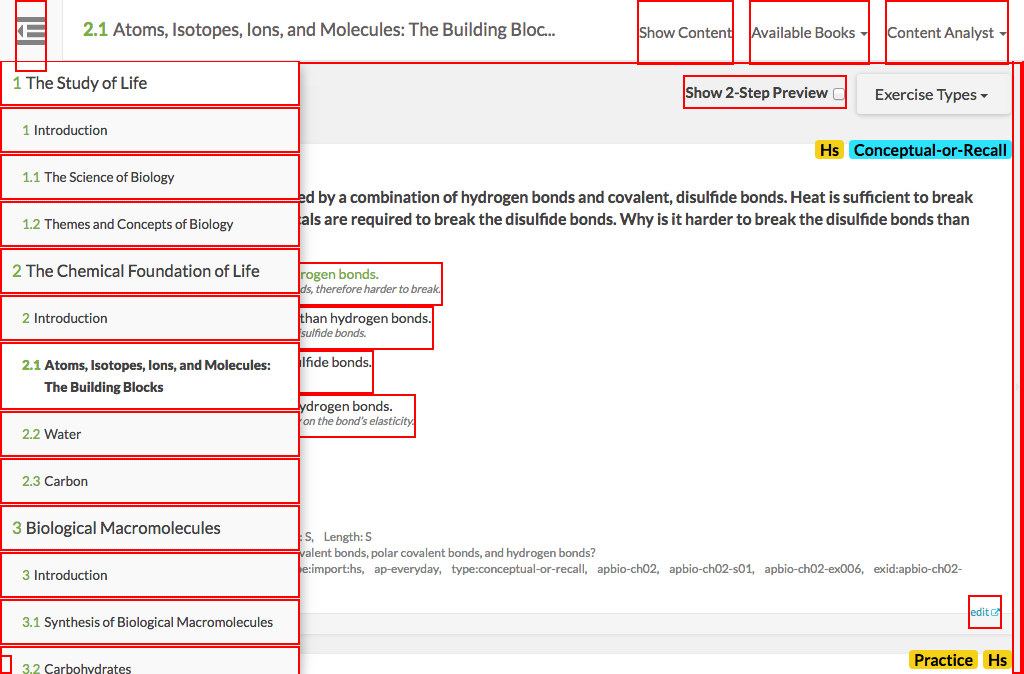 2.1 Atoms, Isotopes, Ions, and Molecules: The Building Bloc...
Show Content
Available Books
Content Analyst
1 The Study of Life
Show 2-Step Preview
Exercise Types
1 Introduction
Hs Conceptual-or-Recall
1.1 The Science of Biology
ed by a combination of hydrogen bonds and covalent, disulfide bonds. Heat is sufficient to break
1.2 Themes and Concepts of Biology
als are required to break the disulfide bonds. Why is it harder to break the disulfide bonds than
2 The Chemical Foundation of Life
rogen bonds.
ds, therefore harder to break.
2 Introduction
than hydrogen bonds.
isulfide bonds.
2.1 Atoms, Isotopes, Ions, and Molecules:
The Building Blocks
ulfide bonds.
ydrogen bonds.
on the bond's elasticity.
2.2 Water
2.3 Carbon
3 Biological Macromolecules
: S, Length: S
valent bonds, polar covalent bonds, and hydrogen bonds?
3 Introduction
pe:import:hs, ap-everyday, type:conceptual-or-recall, apbio-ch02, apbio-ch02-s01, apbio-ch02-ex006, exid:apbio-ch02-
3.1 Synthesis of Biological Macromolecules
edit
3.2 Carbohydrates
Practice Hs